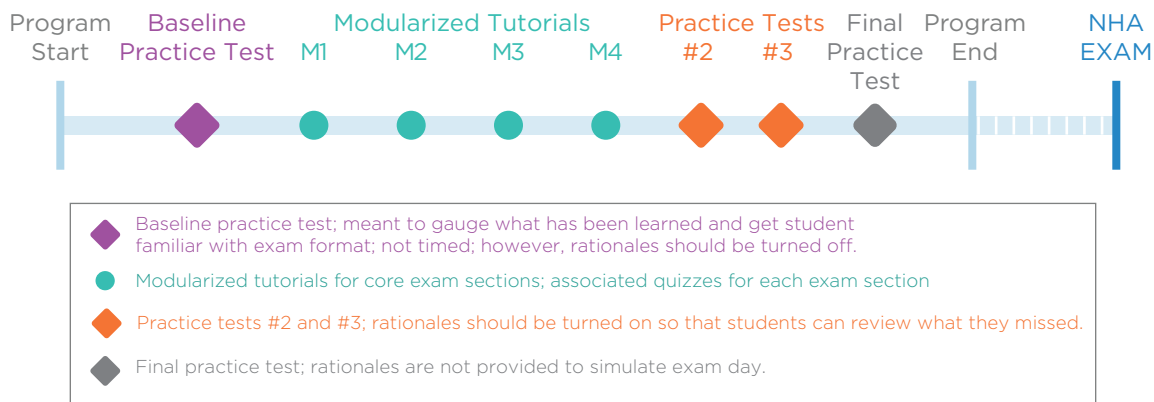 Program Start
Baseline Practice Test
Modularized Tutorials
M1 M2 M3 M4
Practice Tests
#2 #3
Final Practice Test
Program End
NHA EXAM
Baseline practice test; meant to gauge what has been learned and get student
familiar with exam format; not timed; however, rationales should be turned off.
Modularized tutorials for core exam sections; associated quizzes for each exam section
Practice tests #2 and #3; rationales should be turned on so that students can review what they missed.
Final practice test; rationales are not provided to simulate exam day.